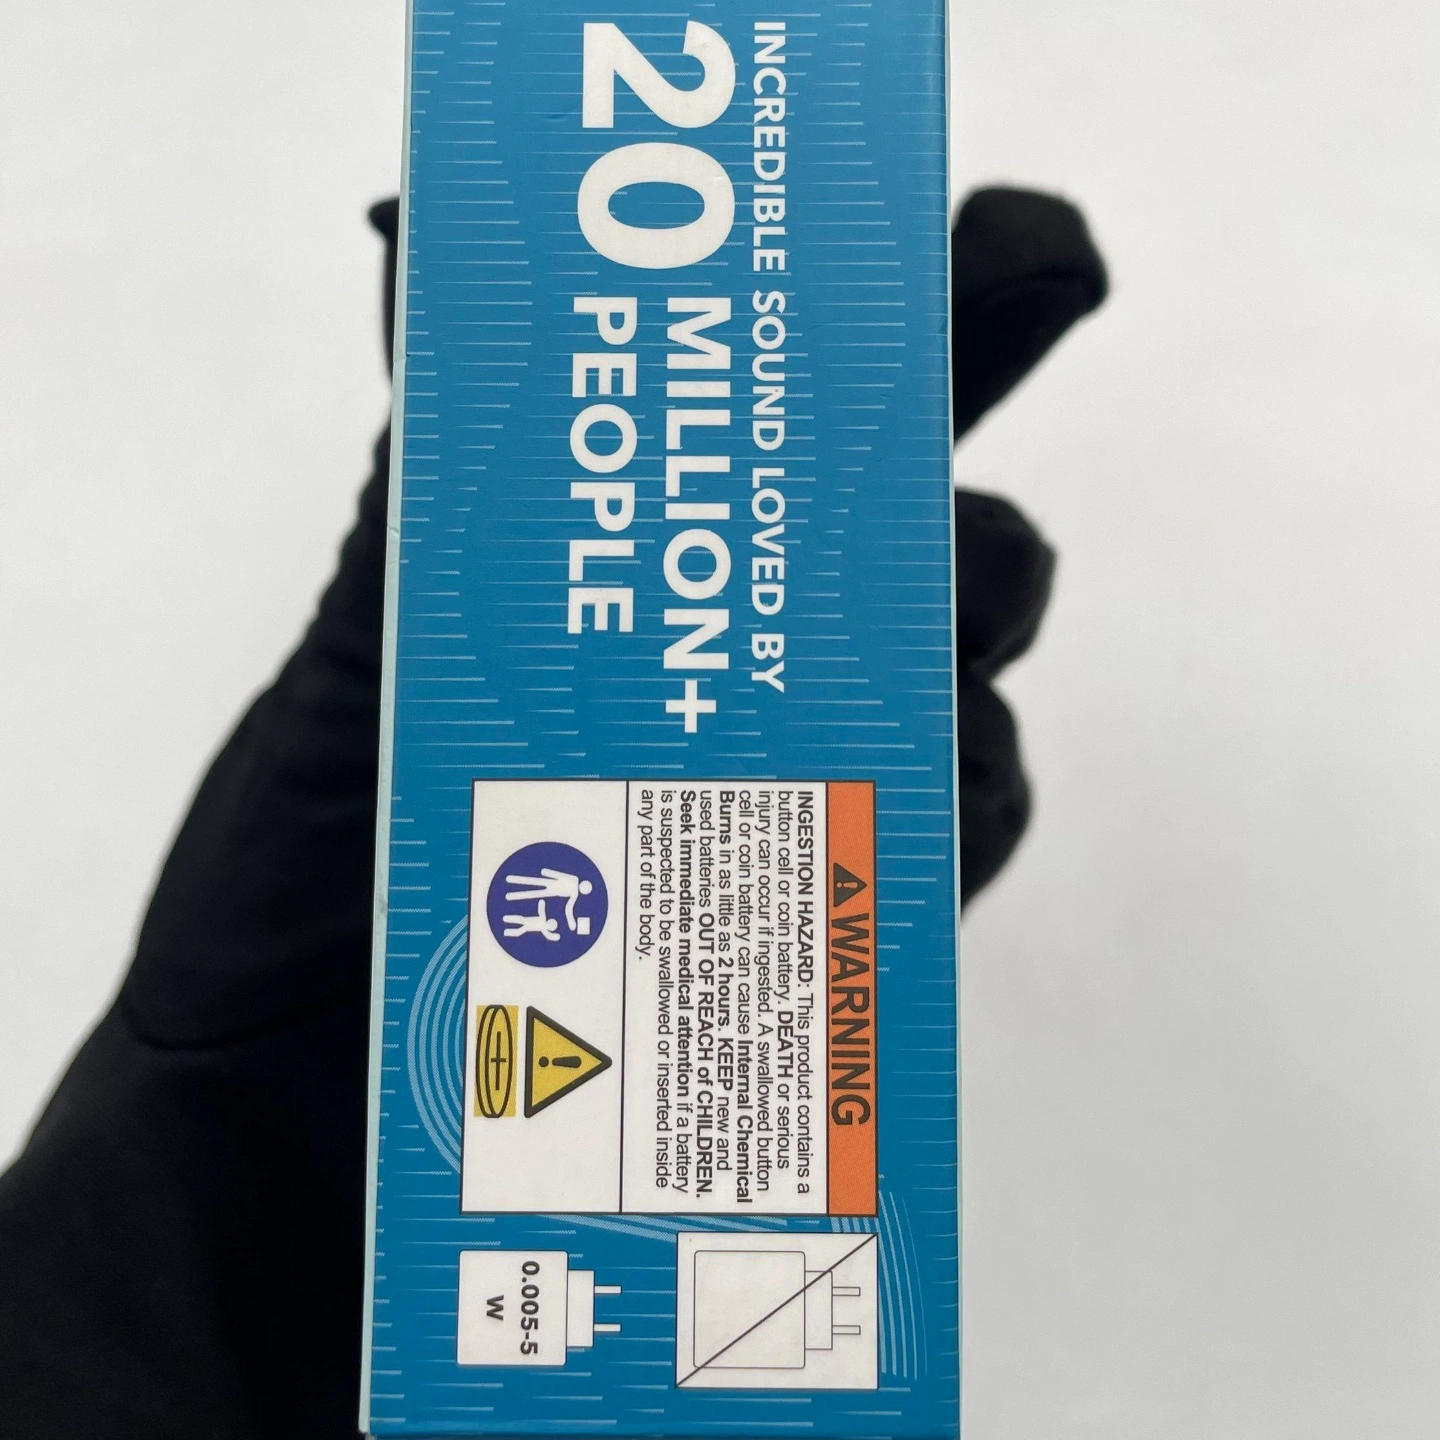 INCREDIBLE SOUND LOVED BY
20 MILLION+
PEOPLE
WARNING
INGESTION HAZARD: This product contains a
button cell or coin battery. DEATH or serious
injury can occur if ingested. A swallowed button
cell or coin battery can cause Internal Chemical
Burns in as little as 2 hours. KEEP new and
used batteries OUT OF REACH of CHILDREN.
Seek immediate medical attention if a battery
is suspected to be swallowed or inserted inside
any part of the body.
0.005-5
W